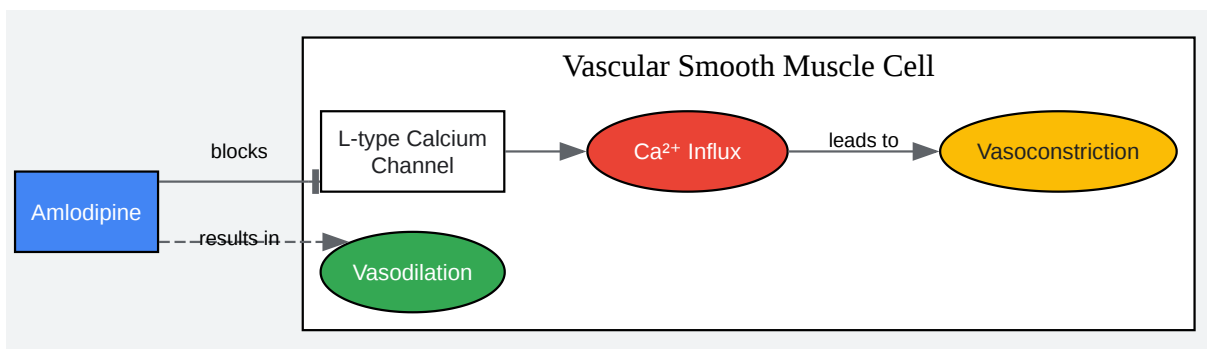 Vascular Smooth Muscle Cell
blocks
L-type Calcium
Channel
Ca²⁺ Influx
leads to
Vasoconstriction
Amlodipine
results in
Vasodilation